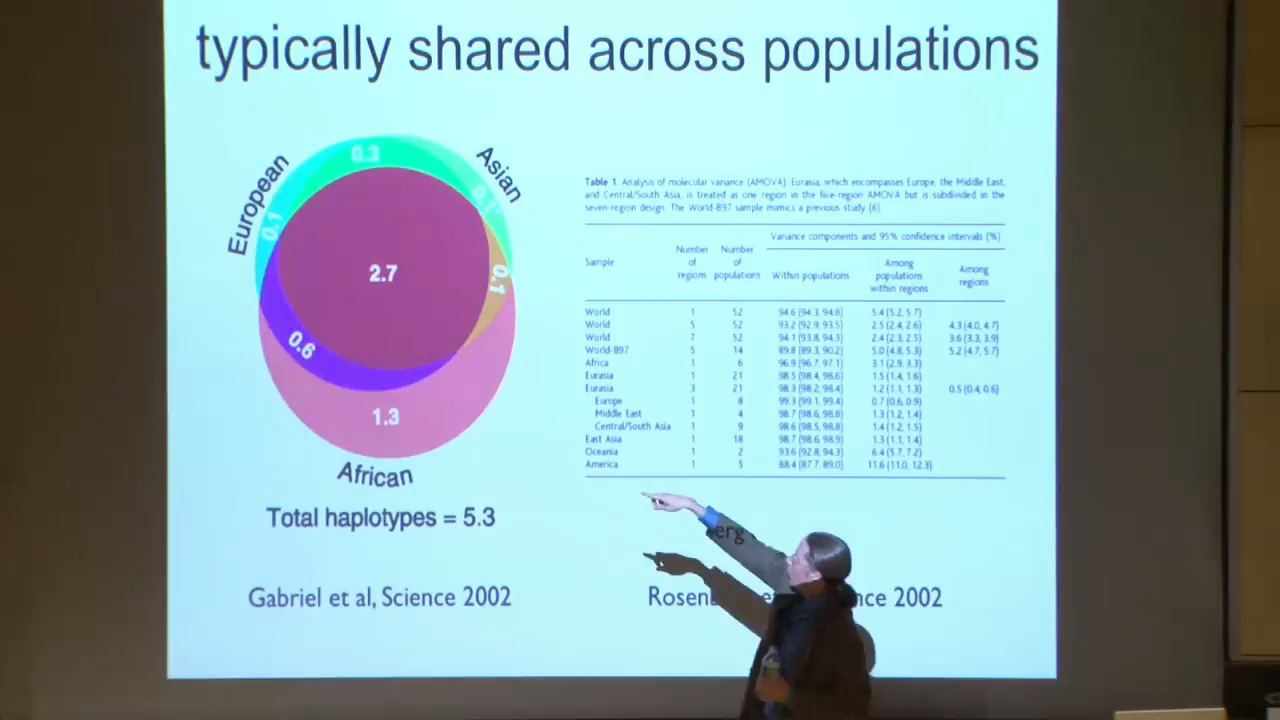 typically shared across populations
European
0.3
Asian
0.1
0.1
2.7
0.1
0.6
1.3
African
Total haplotypes = 5.3
Gabriel et al, Science 2002
Table 1. Analysis of molecular variance (AMOVA). Eurasia, which encompasses Europe, the Middle East,
and Central/South Asia, is treated as one region in the five-region AMOVA but is subdivided in the
seven-region design. The World-B97 sample mimics a previous study (6).
Variance components and 95% confidence intervals (%)
Sample
Number of regions
Number of populations
Within populations
Among populations within regions
Among regions
World 1 52 94.6 (94.3, 94.8) 5.4 (5.2, 5.7)
World 5 52 93.2 (92.9, 93.5) 2.5 (2.4, 2.6) 4.3 (4.0, 4.7)
World 7 52 94.1 (93.8, 94.3) 2.4 (2.3, 2.5) 3.6 (3.3, 3.9)
World-B97 5 14 89.8 (89.3, 90.2) 5.0 (4.8, 5.3) 5.2 (4.7, 5.7)
Africa 1 6 96.9 (96.7, 97.1) 3.1 (2.9, 3.3)
Eurasia 1 21 98.5 (98.4, 98.6) 1.5 (1.4, 1.6)
Eurasia 3 21 98.3 (98.2, 98.4) 1.2 (1.1, 1.3) 0.5 (0.4, 0.6)
Europe 1 8 99.3 (99.1, 99.4) 0.7 (0.6, 0.9)
Middle East 1 4 98.7 (98.6, 98.8) 1.3 (1.2, 1.4)
Central/South Asia 1 9 98.6 (98.5, 98.8) 1.4 (1.2, 1.5)
East Asia 1 18 98.7 (98.6, 98.9) 1.3 (1.1, 1.4)
Oceania 1 2 93.6 (92.8, 94.3) 6.4 (5.7, 7.2)
America 1 5 88.4 (87.7, 89.0) 11.6 (11.0, 12.3)
2002